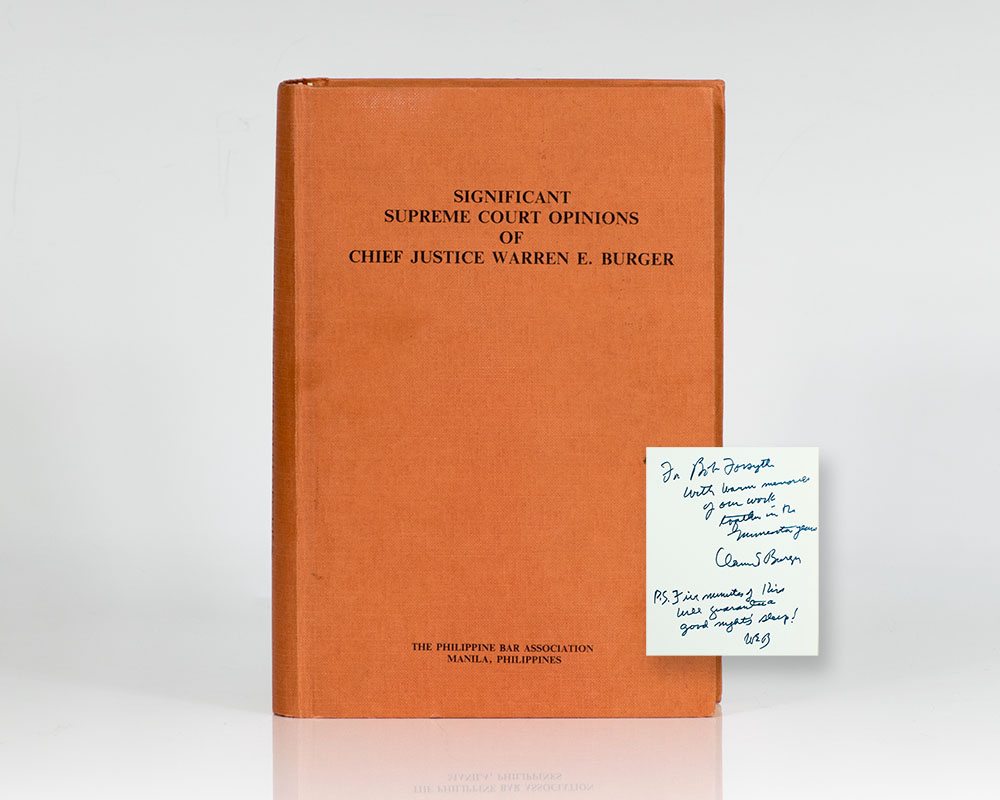 SIGNIFICANT
SUPREME COURT OPINIONS
OF
CHIEF JUSTICE WARREN E. BURGER
THE PHILIPPINE BAR ASSOCIATION
MANILA, PHILIPPINES
To Bob Forsyth
With warm memories
of our work
together in the
Minnesota years
Burger
P.S. Five minutes of this
will guarantee a
good night's sleep!
WEB